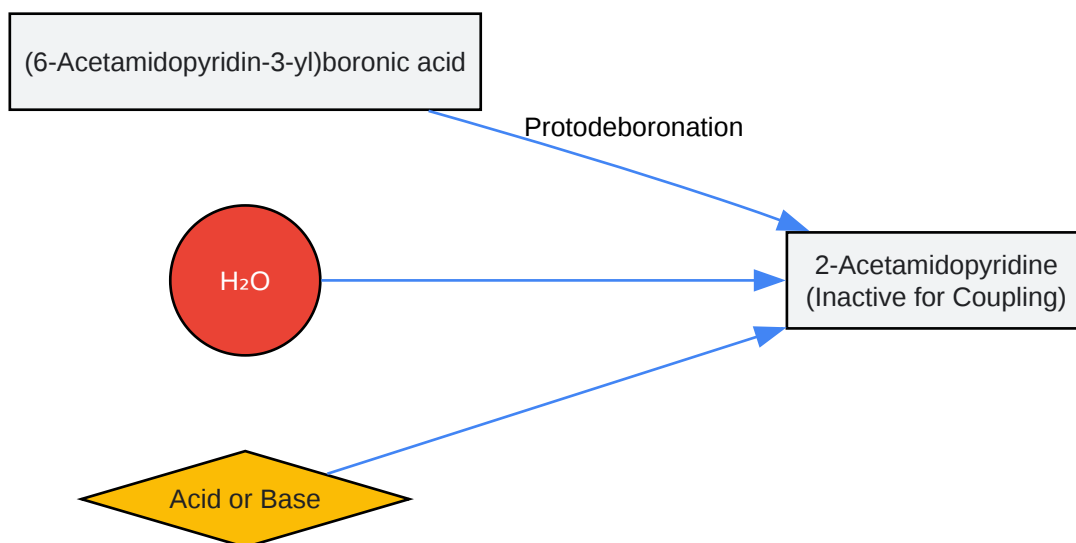 (6-Acetamidopyridin-3-yl)boronic acid
Protodeboronation
H₂O
2-Acetamidopyridine
(Inactive for Coupling)
Acid or Base